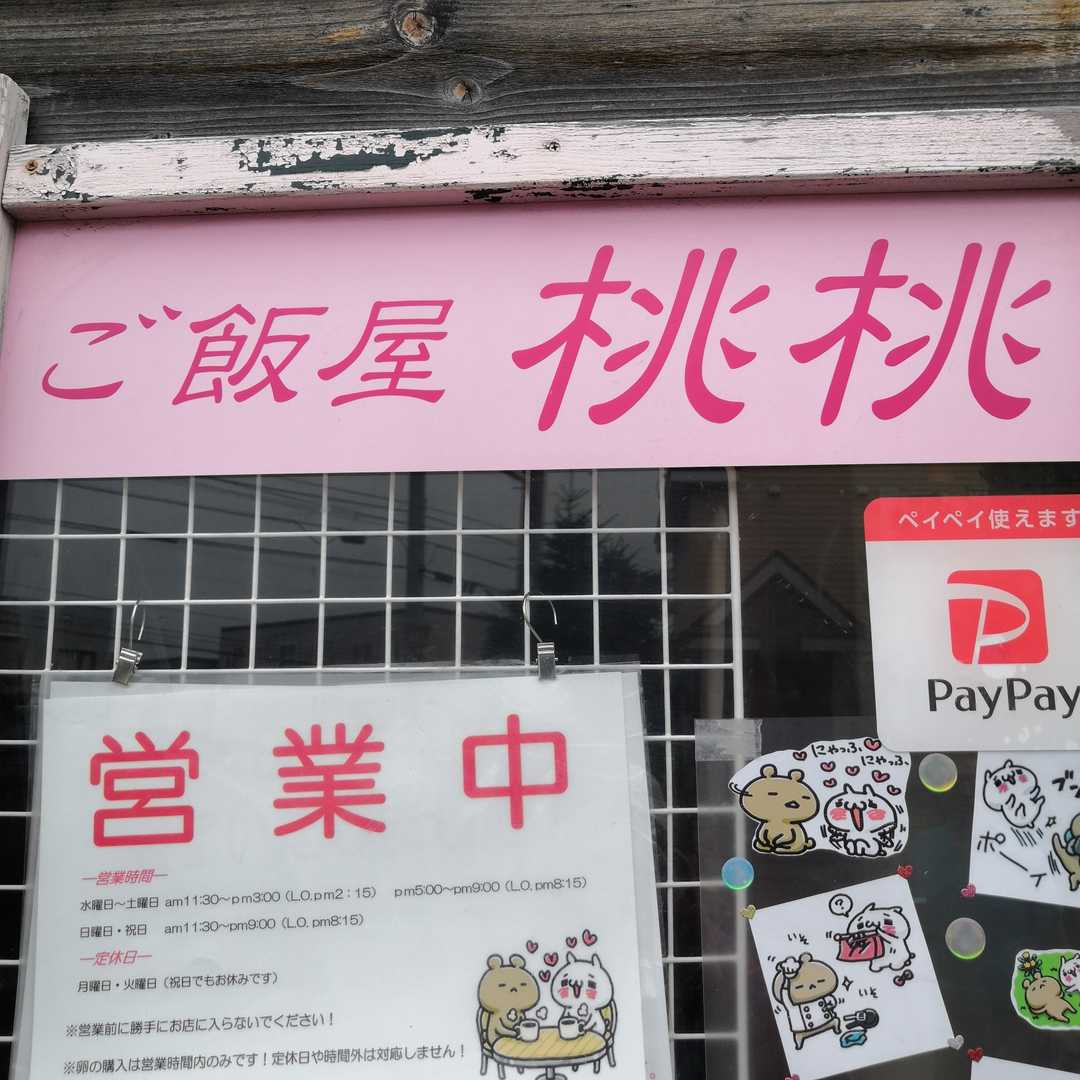 ご飯屋 桃桃
ペイペイ使えます
PayPay
営業中
―営業時間―
水曜日～土曜日 am11:30～pm3:00（L.O.pm2：15） pm5:00～pm9:00（L.O.pm8:15）
日曜日・祝日 am11:30～pm9:00（L.O.pm8:15）
―定休日―
月曜日・火曜日（祝日でもお休みです）
※営業前に勝手にお店に入らないでください！
※卵の購入は営業時間内のみです！定休日や時間外は対応しません！
にゃっふ
にゃっふ
ブン
ポーイ
?
いそ
いそ